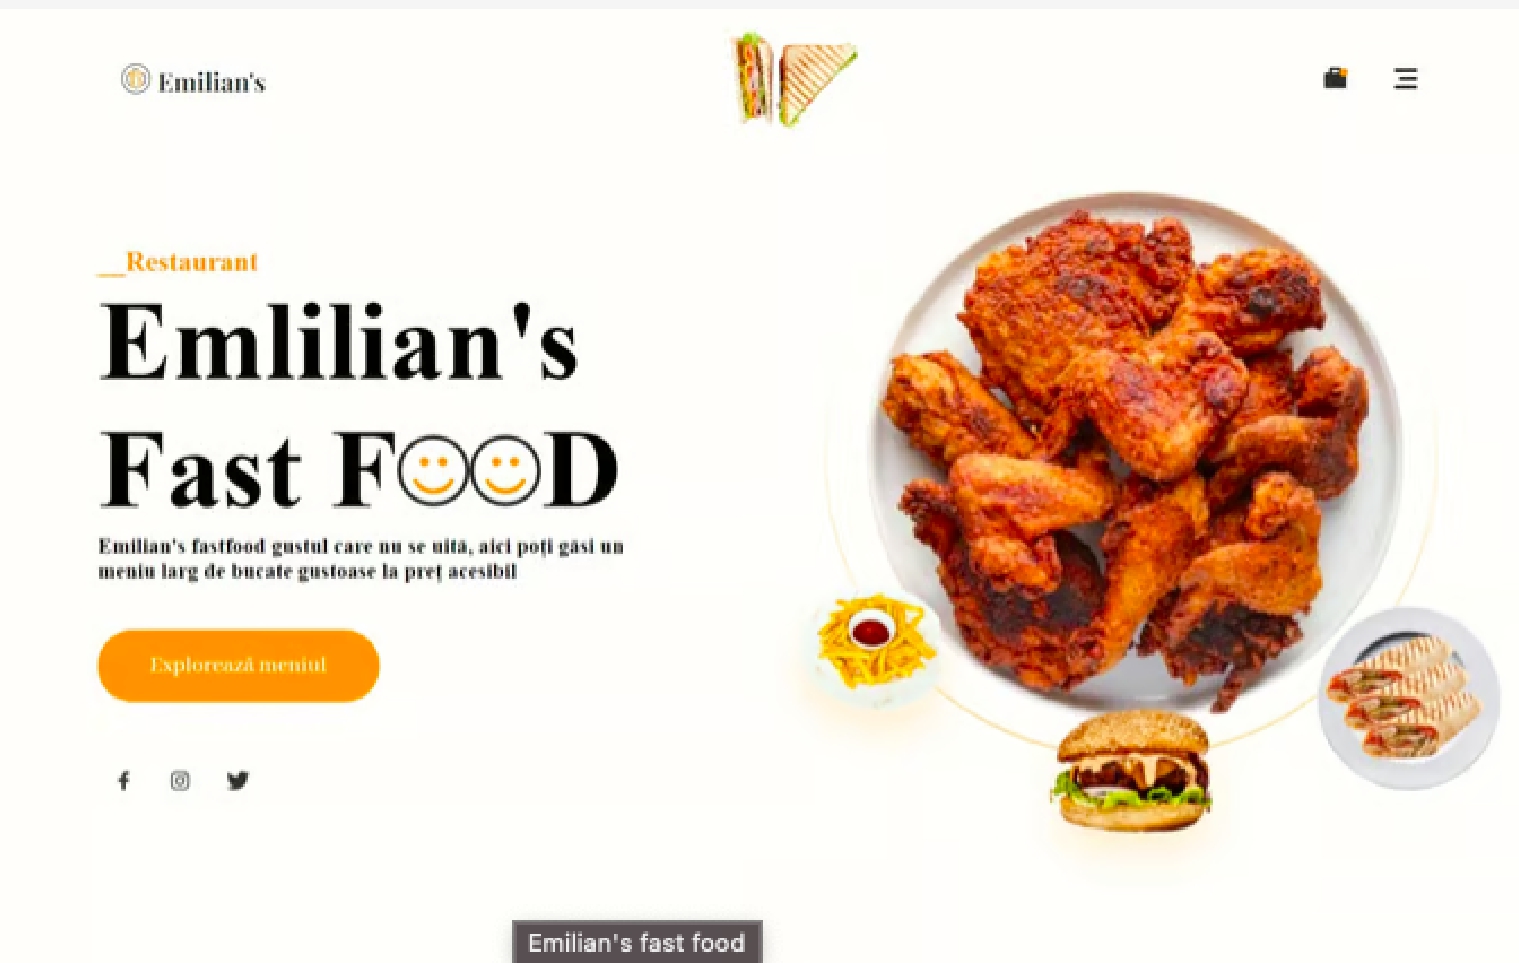 Emilian's
__Restaurant
Emlilian's
Fast FOOD
Emilian's fastfood gustul care nu se uită, aici poți găsi un
meniu larg de bucate gustoase la preț acesibil
Explorează meniul
Emilian's fast food